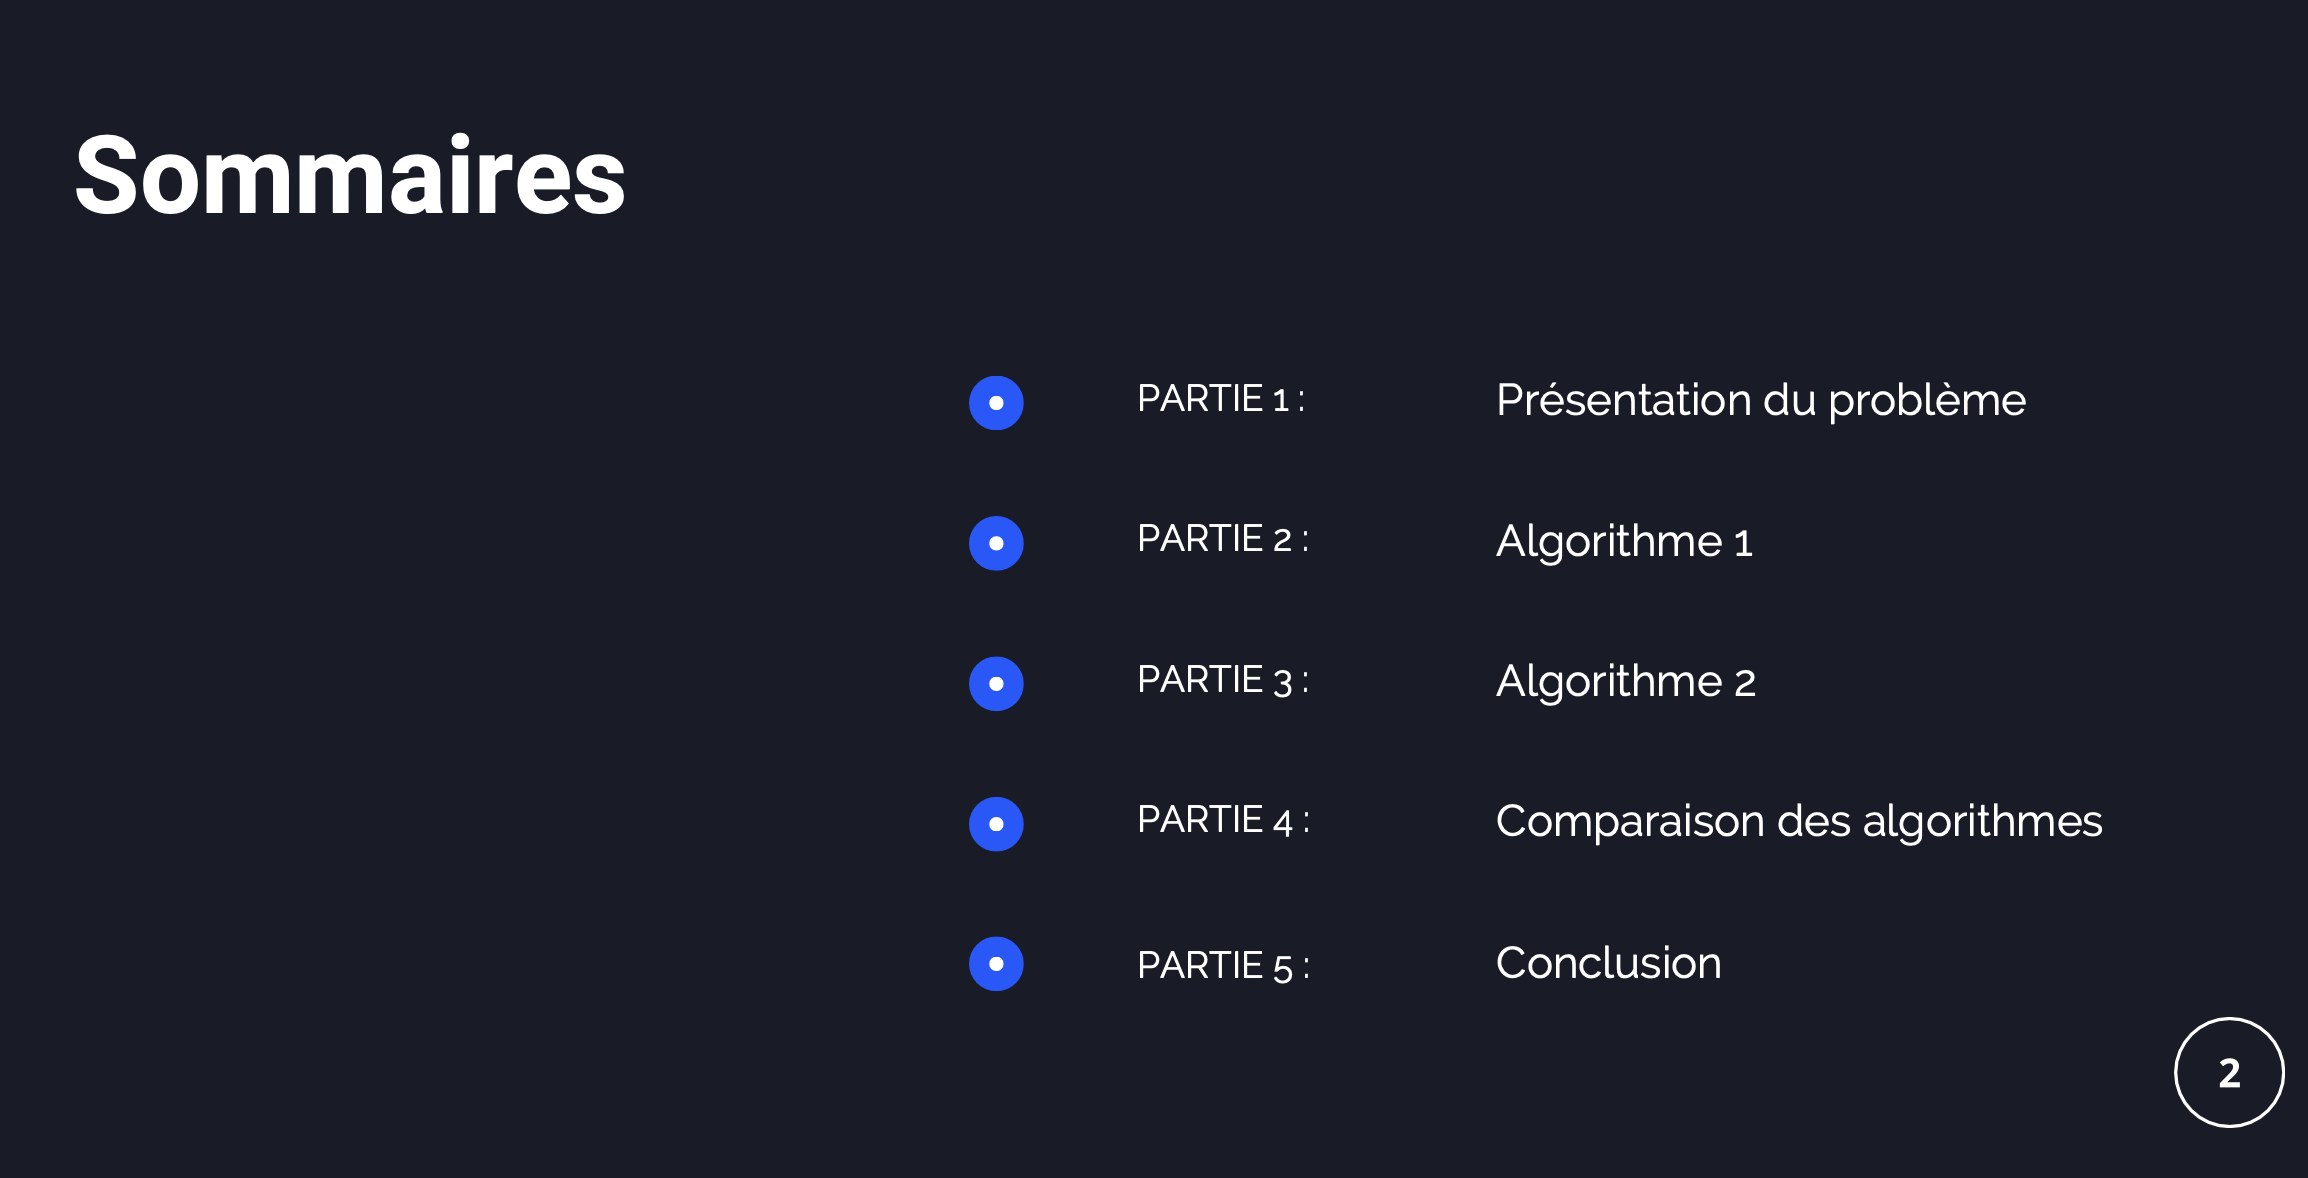 Sommaires
PARTIE 1 : Présentation du problème
PARTIE 2 : Algorithme 1
PARTIE 3 : Algorithme 2
PARTIE 4 : Comparaison des algorithmes
PARTIE 5 : Conclusion
2